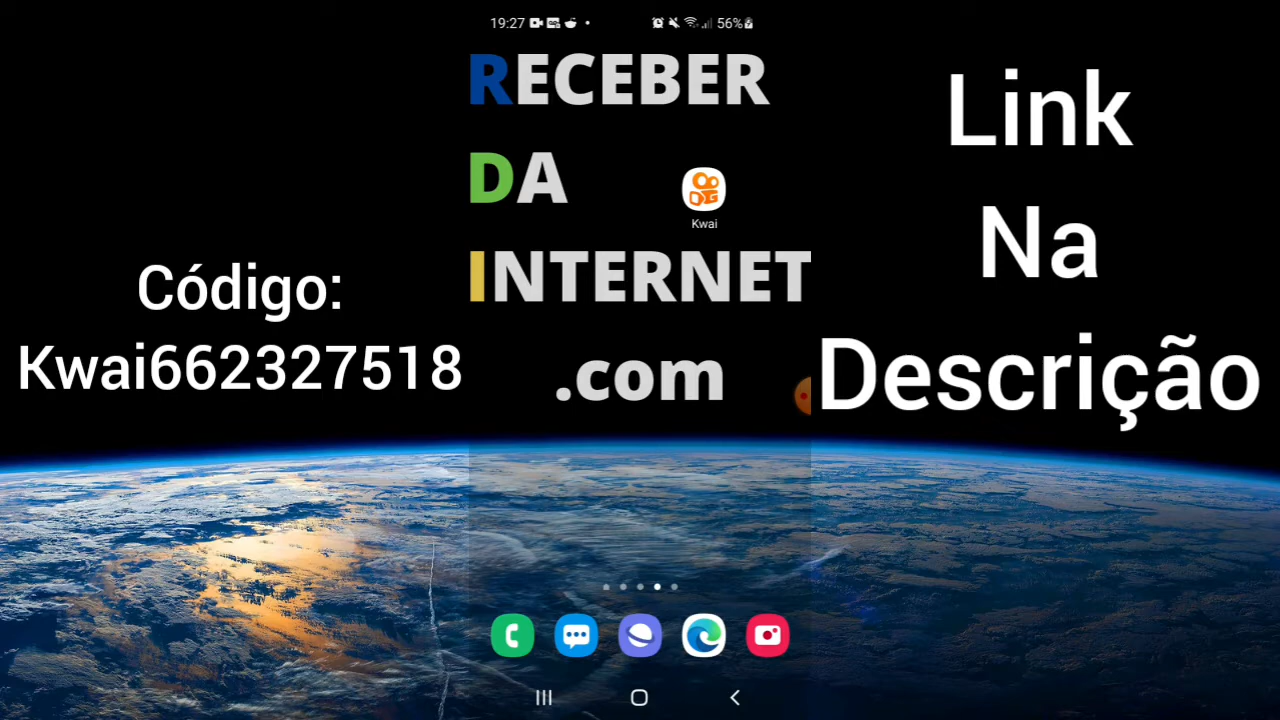 19:27
56%
RECEBER
DA
Kwai
INTERNET
.com
Código:
Kwai662327518
Link
Na
Descrição